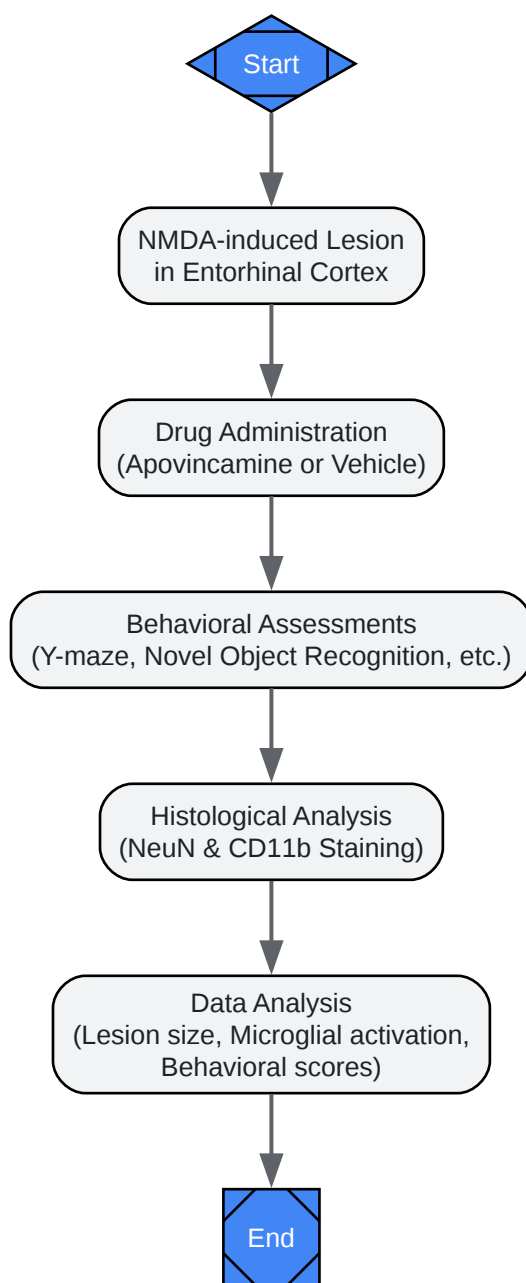 Start
NMDA-induced Lesion
in Entorhinal Cortex
Drug Administration
(Apovincamine or Vehicle)
Behavioral Assessments
(Y-maze, Novel Object Recognition, etc.)
Histological Analysis
(NeuN & CD11b Staining)
Data Analysis
(Lesion size, Microglial activation,
Behavioral scores)
End